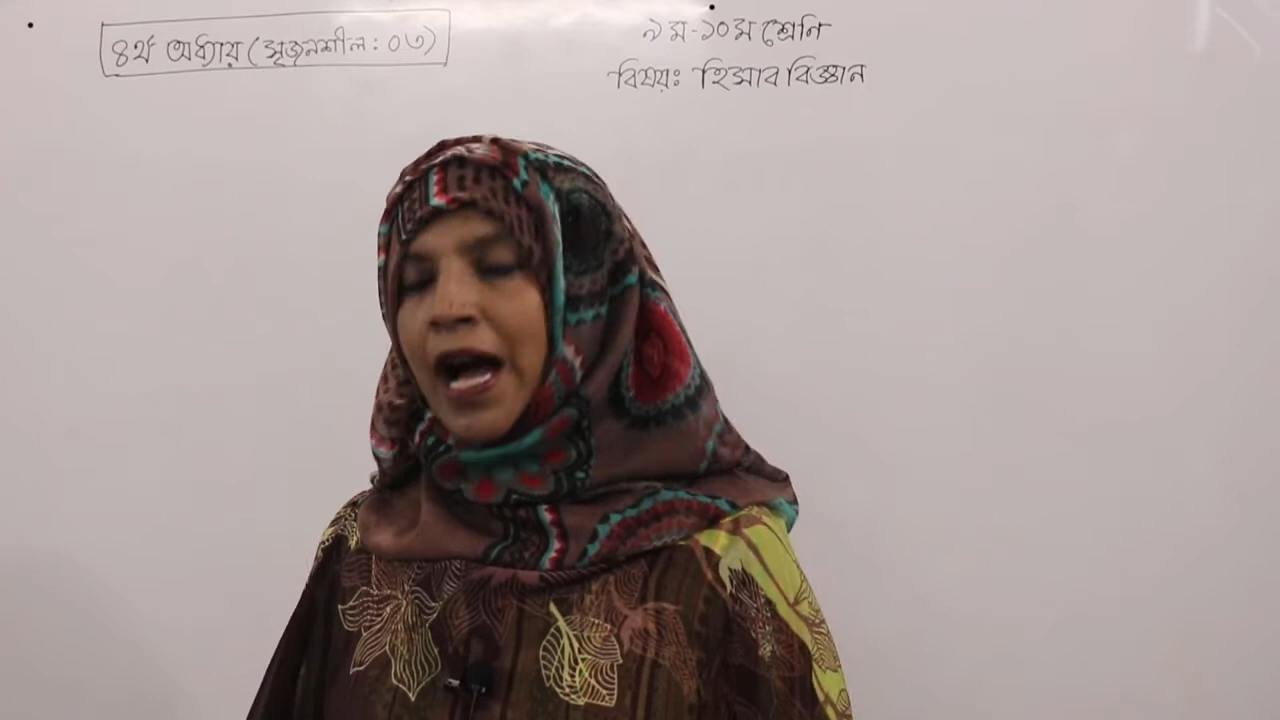 ৪র্থ অধ্যায় (সৃজনশীল : ০৩)
৯ম-১০ম শ্রেনি
বিষয়ঃ হিসাব বিজ্ঞান